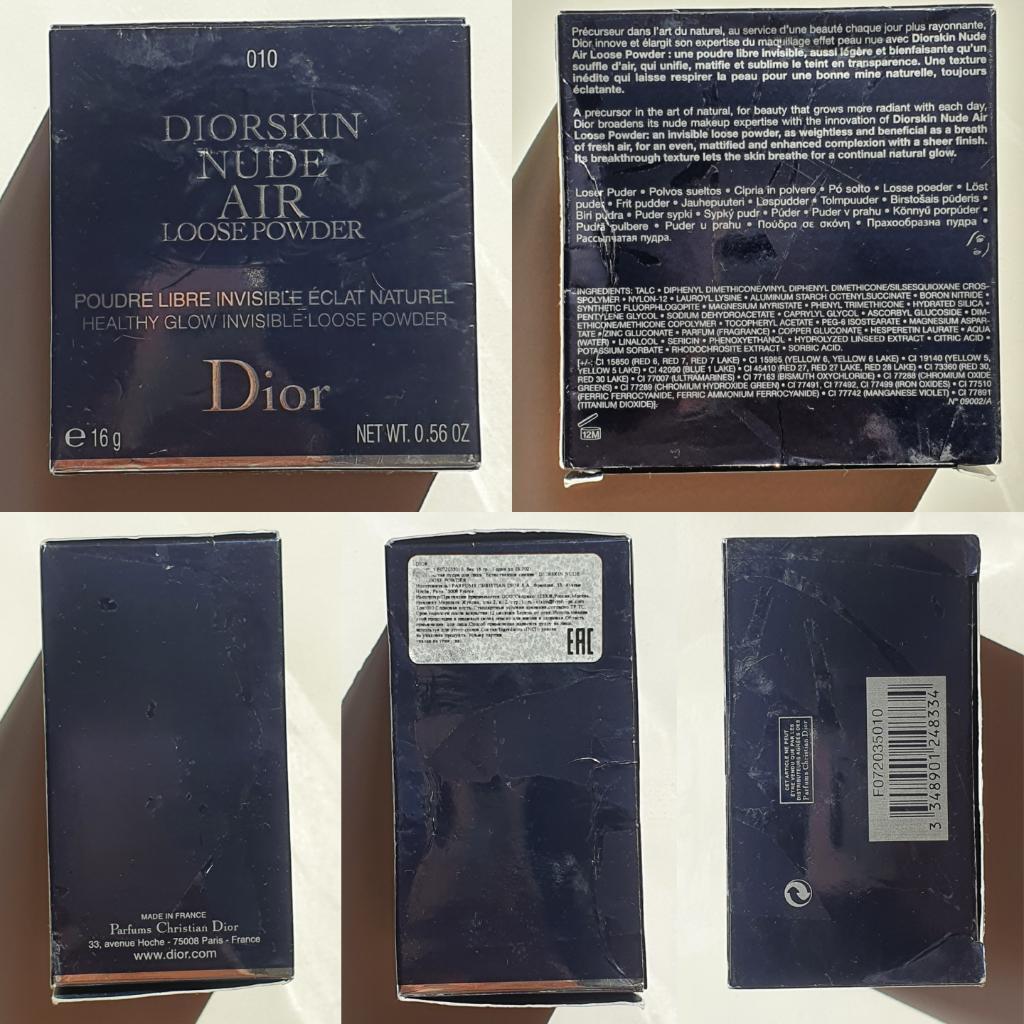 010
DIORSKIN
NUDE
AIR
LOOSE POWDER
POUDRE LIBRE INVISIBLE ÉCLAT NATUREL
HEALTHY GLOW INVISIBLE LOOSE POWDER
Dior
e 16 g
NET WT. 0.56 OZ
Précurseur dans l'art du naturel, au service d'une beauté chaque jour plus rayonnante,
Dior innove et élargit son expertise du maquillage effet peau nue avec Diorskin Nude
Air Loose Powder : une poudre libre invisible, aussi légère et bienfaisante qu'un
souffle d'air, qui unifie, matifie et sublime le teint en transparence. Une texture
inédite qui laisse respirer la peau pour une bonne mine naturelle, toujours
éclatante.
A precursor in the art of natural, for beauty that grows more radiant with each day,
Dior broadens its nude makeup expertise with the innovation of Diorskin Nude Air
Loose Powder: an invisible loose powder, as weightless and beneficial as a breath
of fresh air, for an even, mattified and enhanced complexion with a sheer finish.
Its breakthrough texture lets the skin breathe for a continual natural glow.
Loser Puder • Polvos sueltos • Cipria in polvere • Pó solto • Losse poeder • Löst
puder • Frit pudder • Jauhepuuteri • Løspudder • Tolmpuuder • Birstošais pūderis •
Biri pudra • Puder sypki • Sypký pudr • Púder • Puder v prahu • Könnyű porpúder •
Pudră pulbere • Puder u prahu • Πούδρα σε σκόνη • Прахообразна пудра •
Рассыпчатая пудра.
INGREDIENTS: TALC • DIPHENYL DIMETHICONE/VINYL DIPHENYL DIMETHICONE/SILSESQUIOXANE CROS-
SPOLYMER • NYLON-12 • LAUROYL LYSINE • ALUMINUM STARCH OCTENYLSUCCINATE • BORON NITRIDE •
SYNTHETIC FLUORPHLOGOPITE • MAGNESIUM MYRISTATE • PHENYL TRIMETHICONE • HYDRATED SILICA •
PENTYLENE GLYCOL • SODIUM DEHYDROACETATE • CAPRYLYL GLYCOL • ASCORBYL GLUCOSIDE • DIM-
ETHICONE/METHICONE COPOLYMER • TOCOPHERYL ACETATE • PEG-6 ISOSTEARATE • MAGNESIUM ASPAR-
TATE • ZINC GLUCONATE • PARFUM (FRAGRANCE) • COPPER GLUCONATE • HESPERETIN LAURATE • AQUA
(WATER) • LINALOOL • SERICIN • PHENOXYETHANOL • HYDROLYZED LINSEED EXTRACT • CITRIC ACID •
POTASSIUM SORBATE • RHODOCHROSITE EXTRACT • SORBIC ACID.
[+/-: CI 15850 (RED 6, RED 7, RED 7 LAKE) • CI 15985 (YELLOW 6, YELLOW 6 LAKE) • CI 19140 (YELLOW 5,
YELLOW 5 LAKE) • CI 42090 (BLUE 1 LAKE) • CI 45410 (RED 27, RED 27 LAKE, RED 28 LAKE) • CI 73360 (RED 30,
RED 30 LAKE) • CI 77007 (ULTRAMARINES) • CI 77163 (BISMUTH OXYCHLORIDE) • CI 77288 (CHROMIUM OXIDE
GREENS) • CI 77289 (CHROMIUM HYDROXIDE GREEN) • CI 77491, CI 77492, CI 77499 (IRON OXIDES) • CI 77510
(FERRIC FERROCYANIDE, FERRIC AMMONIUM FERROCYANIDE) • CI 77742 (MANGANESE VIOLET) • CI 77891
(TITANIUM DIOXIDE)].
N° 09002/A
12M
MADE IN FRANCE
Parfums Christian Dior
33, avenue Hoche - 75008 Paris - France
www.dior.com
DIOR
EAC
CET ARTICLE NE PEUT
ÊTRE VENDU QUE PAR LES
DISTRIBUTEURS AGRÉÉS DES
Parfums Christian Dior
F072035010
3 348901 248334